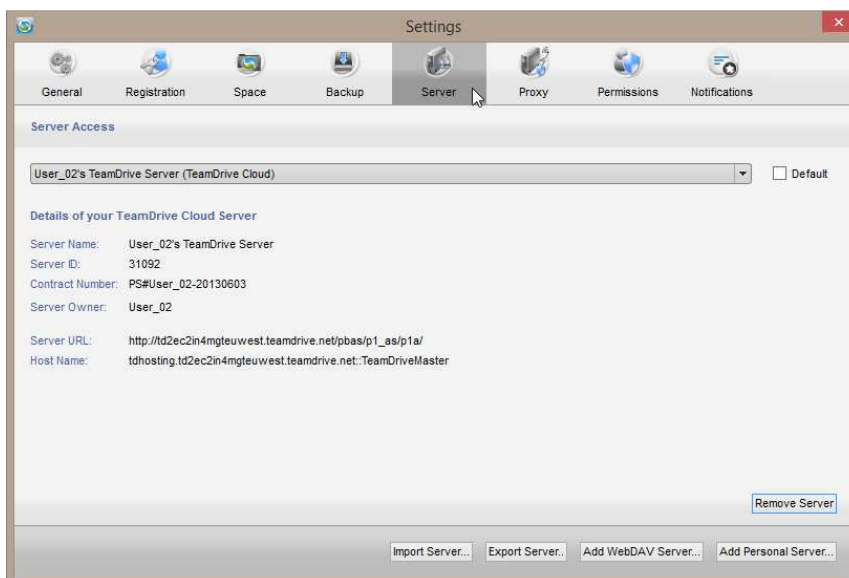 Settings
General Registration Space Backup Server Proxy Permissions Notifications
Server Access
User_02's TeamDrive Server (TeamDrive Cloud) Default
Details of your TeamDrive Cloud Server
Server Name: User_02's TeamDrive Server
Server ID: 31092
Contract Number: PS#User_02-20130603
Server Owner: User_02
Server URL: http://td2ec2in4mgteuwest.teamdrive.net/pbas/p1_as/p1a/
Host Name: tdhosting.td2ec2in4mgteuwest.teamdrive.net::TeamDriveMaster
Remove Server
Import Server... Export Server.. Add WebDAV Server... Add Personal Server...